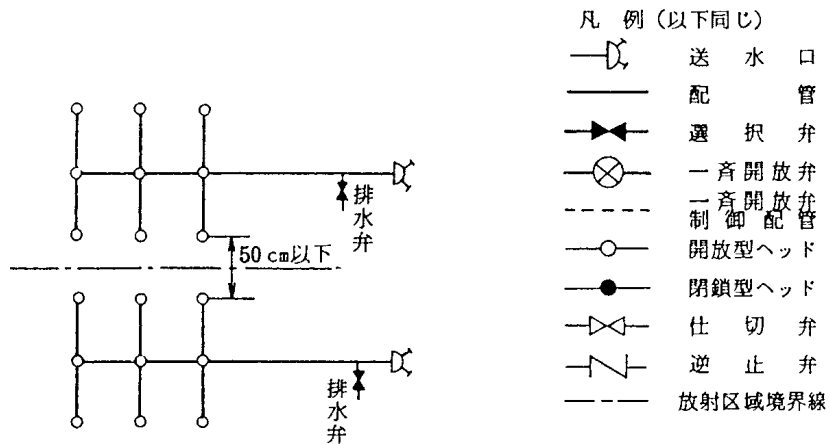 排水弁
50cm以下
排水弁
凡例(以下同じ)
送水口
配管
選択弁
一斉開放弁
一斉開放弁
制御配管
開放型ヘッド
閉鎖型ヘッド
仕切弁
逆止弁
放射区域境界線